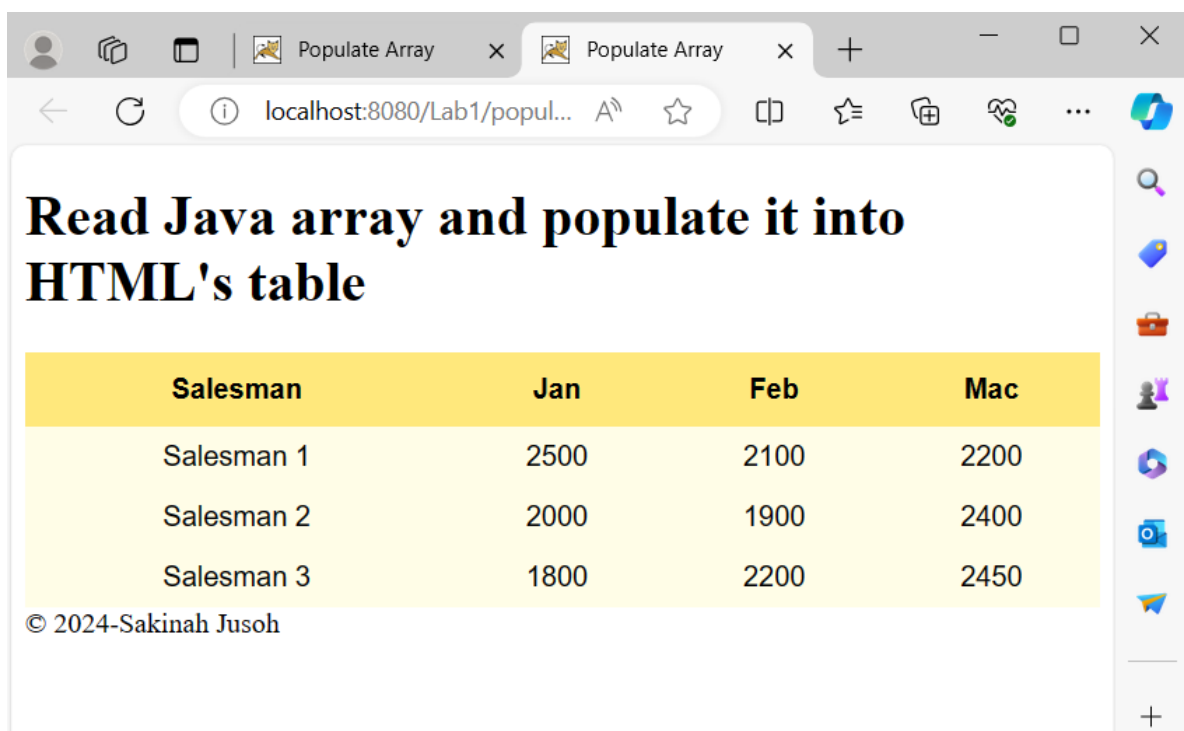 Populate Array
Populate Array
localhost:8080/Lab1/popul...
Read Java array and populate it into
HTML's table
Salesman Jan Feb Mac
Salesman 1 2500 2100 2200
Salesman 2 2000 1900 2400
Salesman 3 1800 2200 2450
© 2024-Sakinah Jusoh